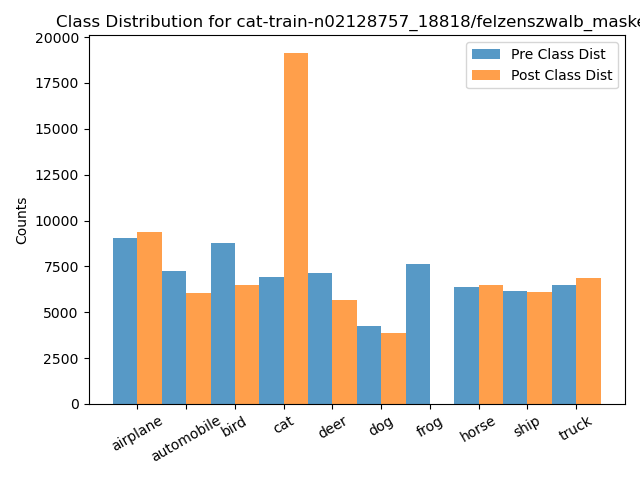 Class Distribution for cat-train-n02128757_18818/felzenszwalb_maske
Pre Class Dist
Post Class Dist
Counts
20000
17500
15000
12500
10000
7500
5000
2500
0
airplane
automobile
bird
cat
deer
dog
frog
horse
ship
truck